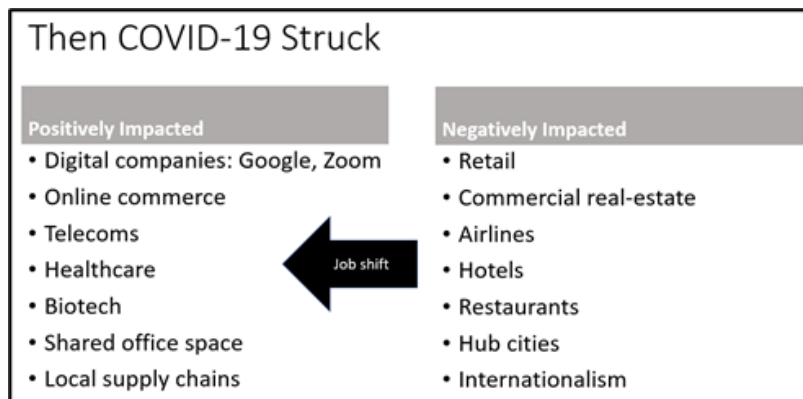 Then COVID-19 Struck
Positively Impacted
• Digital companies: Google, Zoom
• Online commerce
• Telecoms
• Healthcare
• Biotech
• Shared office space
• Local supply chains
Job shift
Negatively Impacted
• Retail
• Commercial real-estate
• Airlines
• Hotels
• Restaurants
• Hub cities
• Internationalism